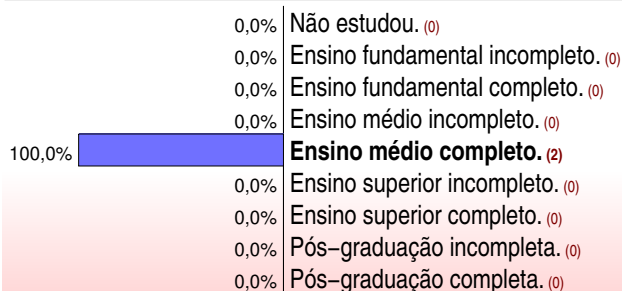 0,0% Não estudou. (0)
0,0% Ensino fundamental incompleto. (0)
0,0% Ensino fundamental completo. (0)
0,0% Ensino médio incompleto. (0)
100,0% Ensino médio completo. (2)
0,0% Ensino superior incompleto. (0)
0,0% Ensino superior completo. (0)
0,0% Pós−graduação incompleta. (0)
0,0% Pós−graduação completa. (0)